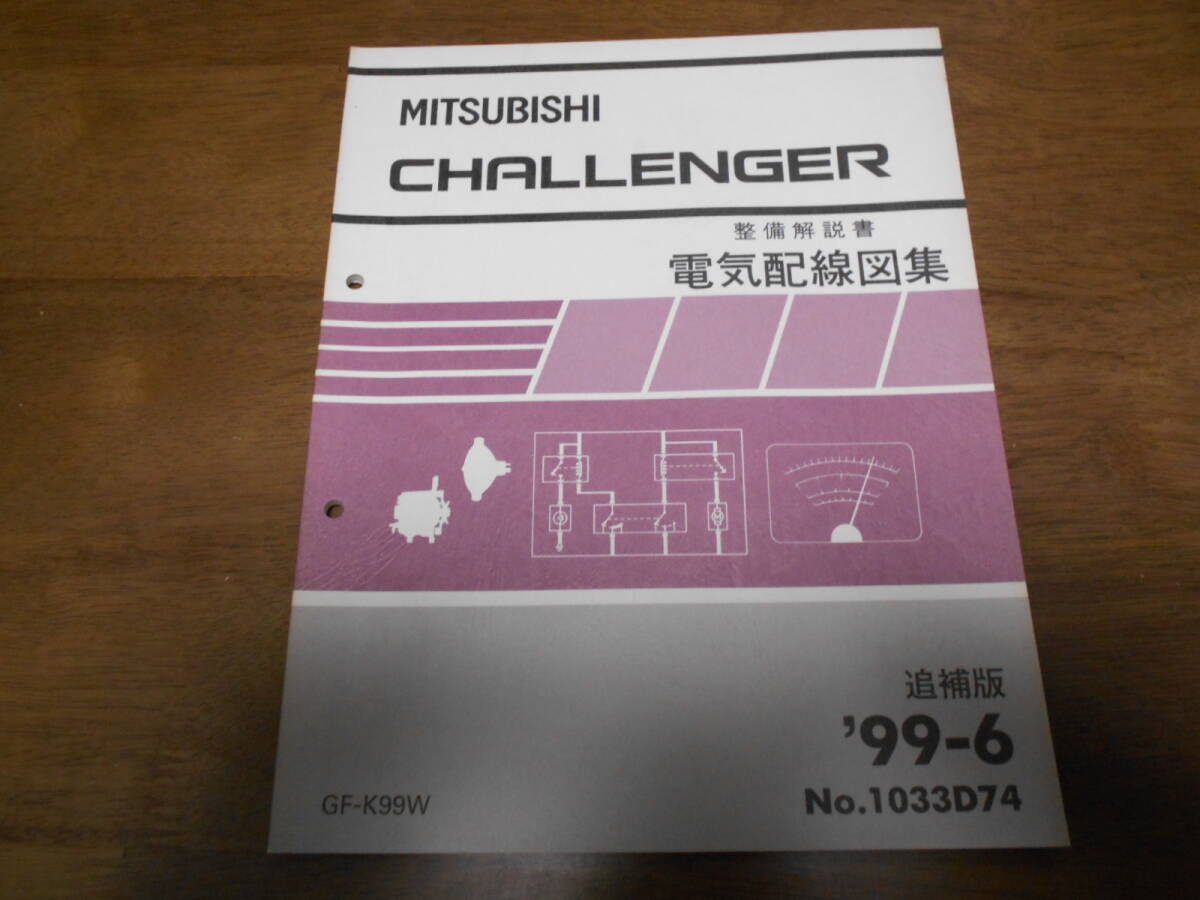 MITSUBISHI
CHALLENGER
整備解説書
電気配線図集
追補版
’99-6
GF-K99W
No.1033D74